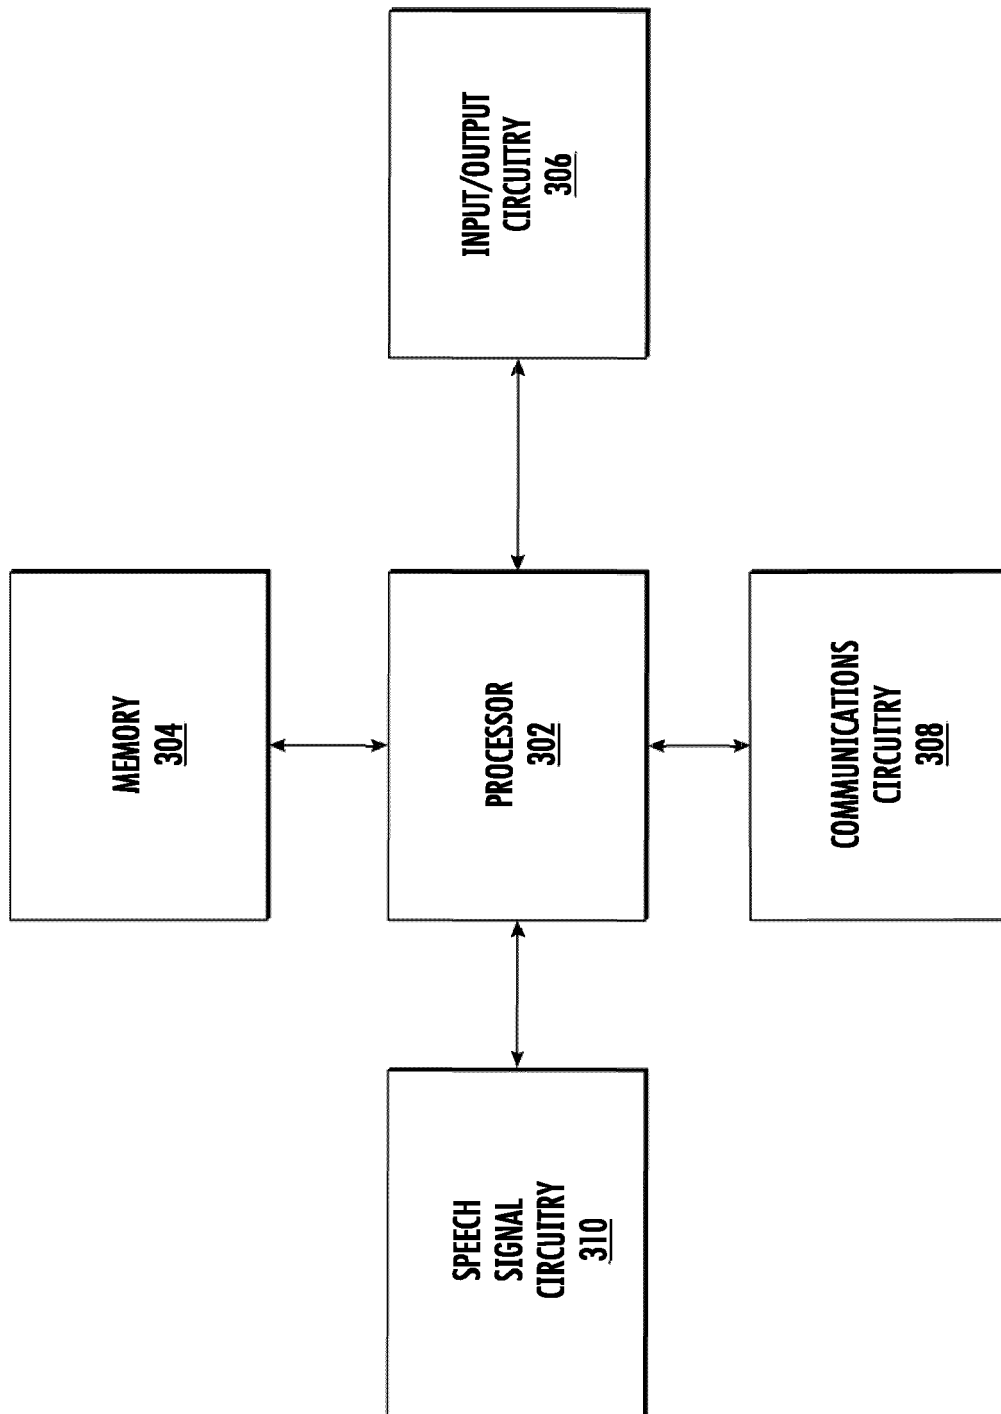 MEMORY
304
SPEECH
SIGNAL
CIRCUITRY
310
PROCESSOR
302
INPUT/OUTPUT
CIRCUITRY
306
COMMUNICATIONS
CIRCUITRY
308